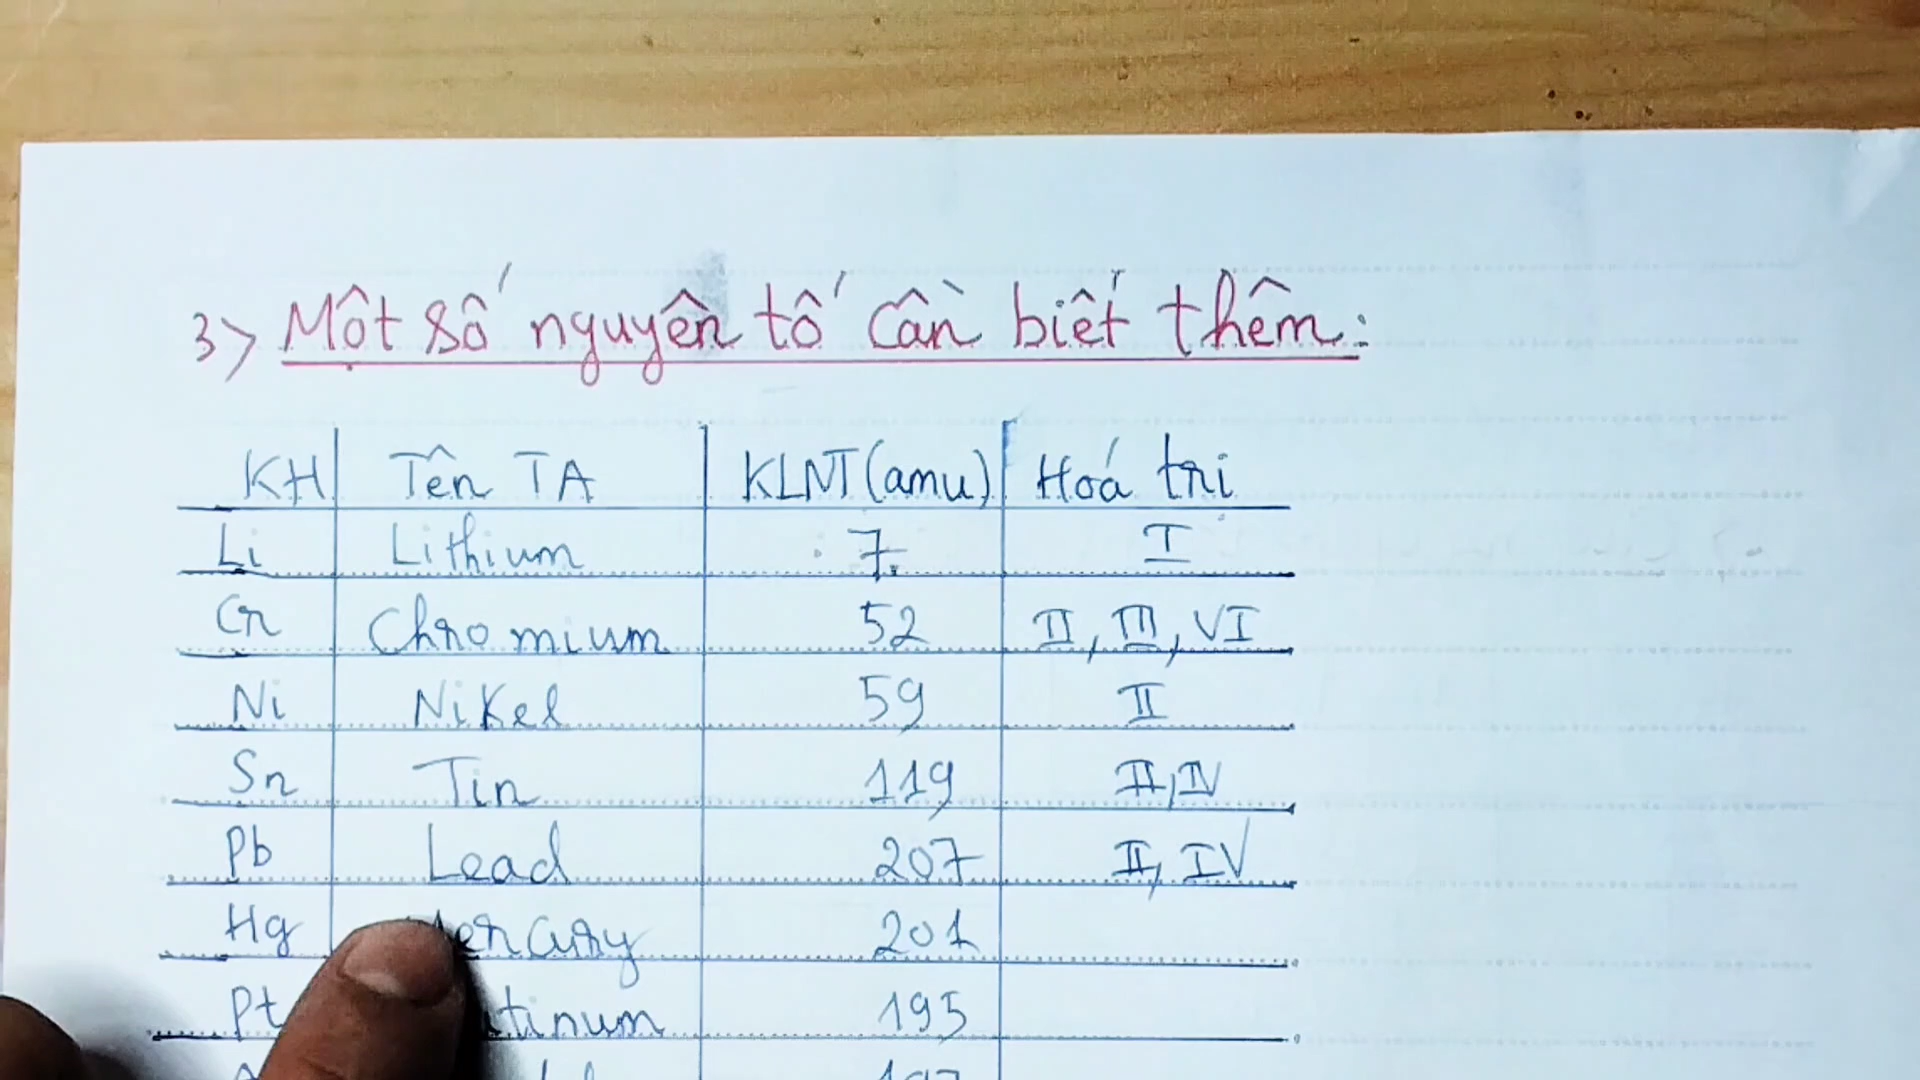 3> Một số nguyên tố cần biết thêm:
KH Tên TA KLNT(amu) Hoá trị
Li Lithium 7 I
Cr Chromium 52 II, III, VI
Ni Nikel 59 II
Sn Tin 119 II, IV
Pb Lead 207 II, IV
Hg 201
Pt 195
197